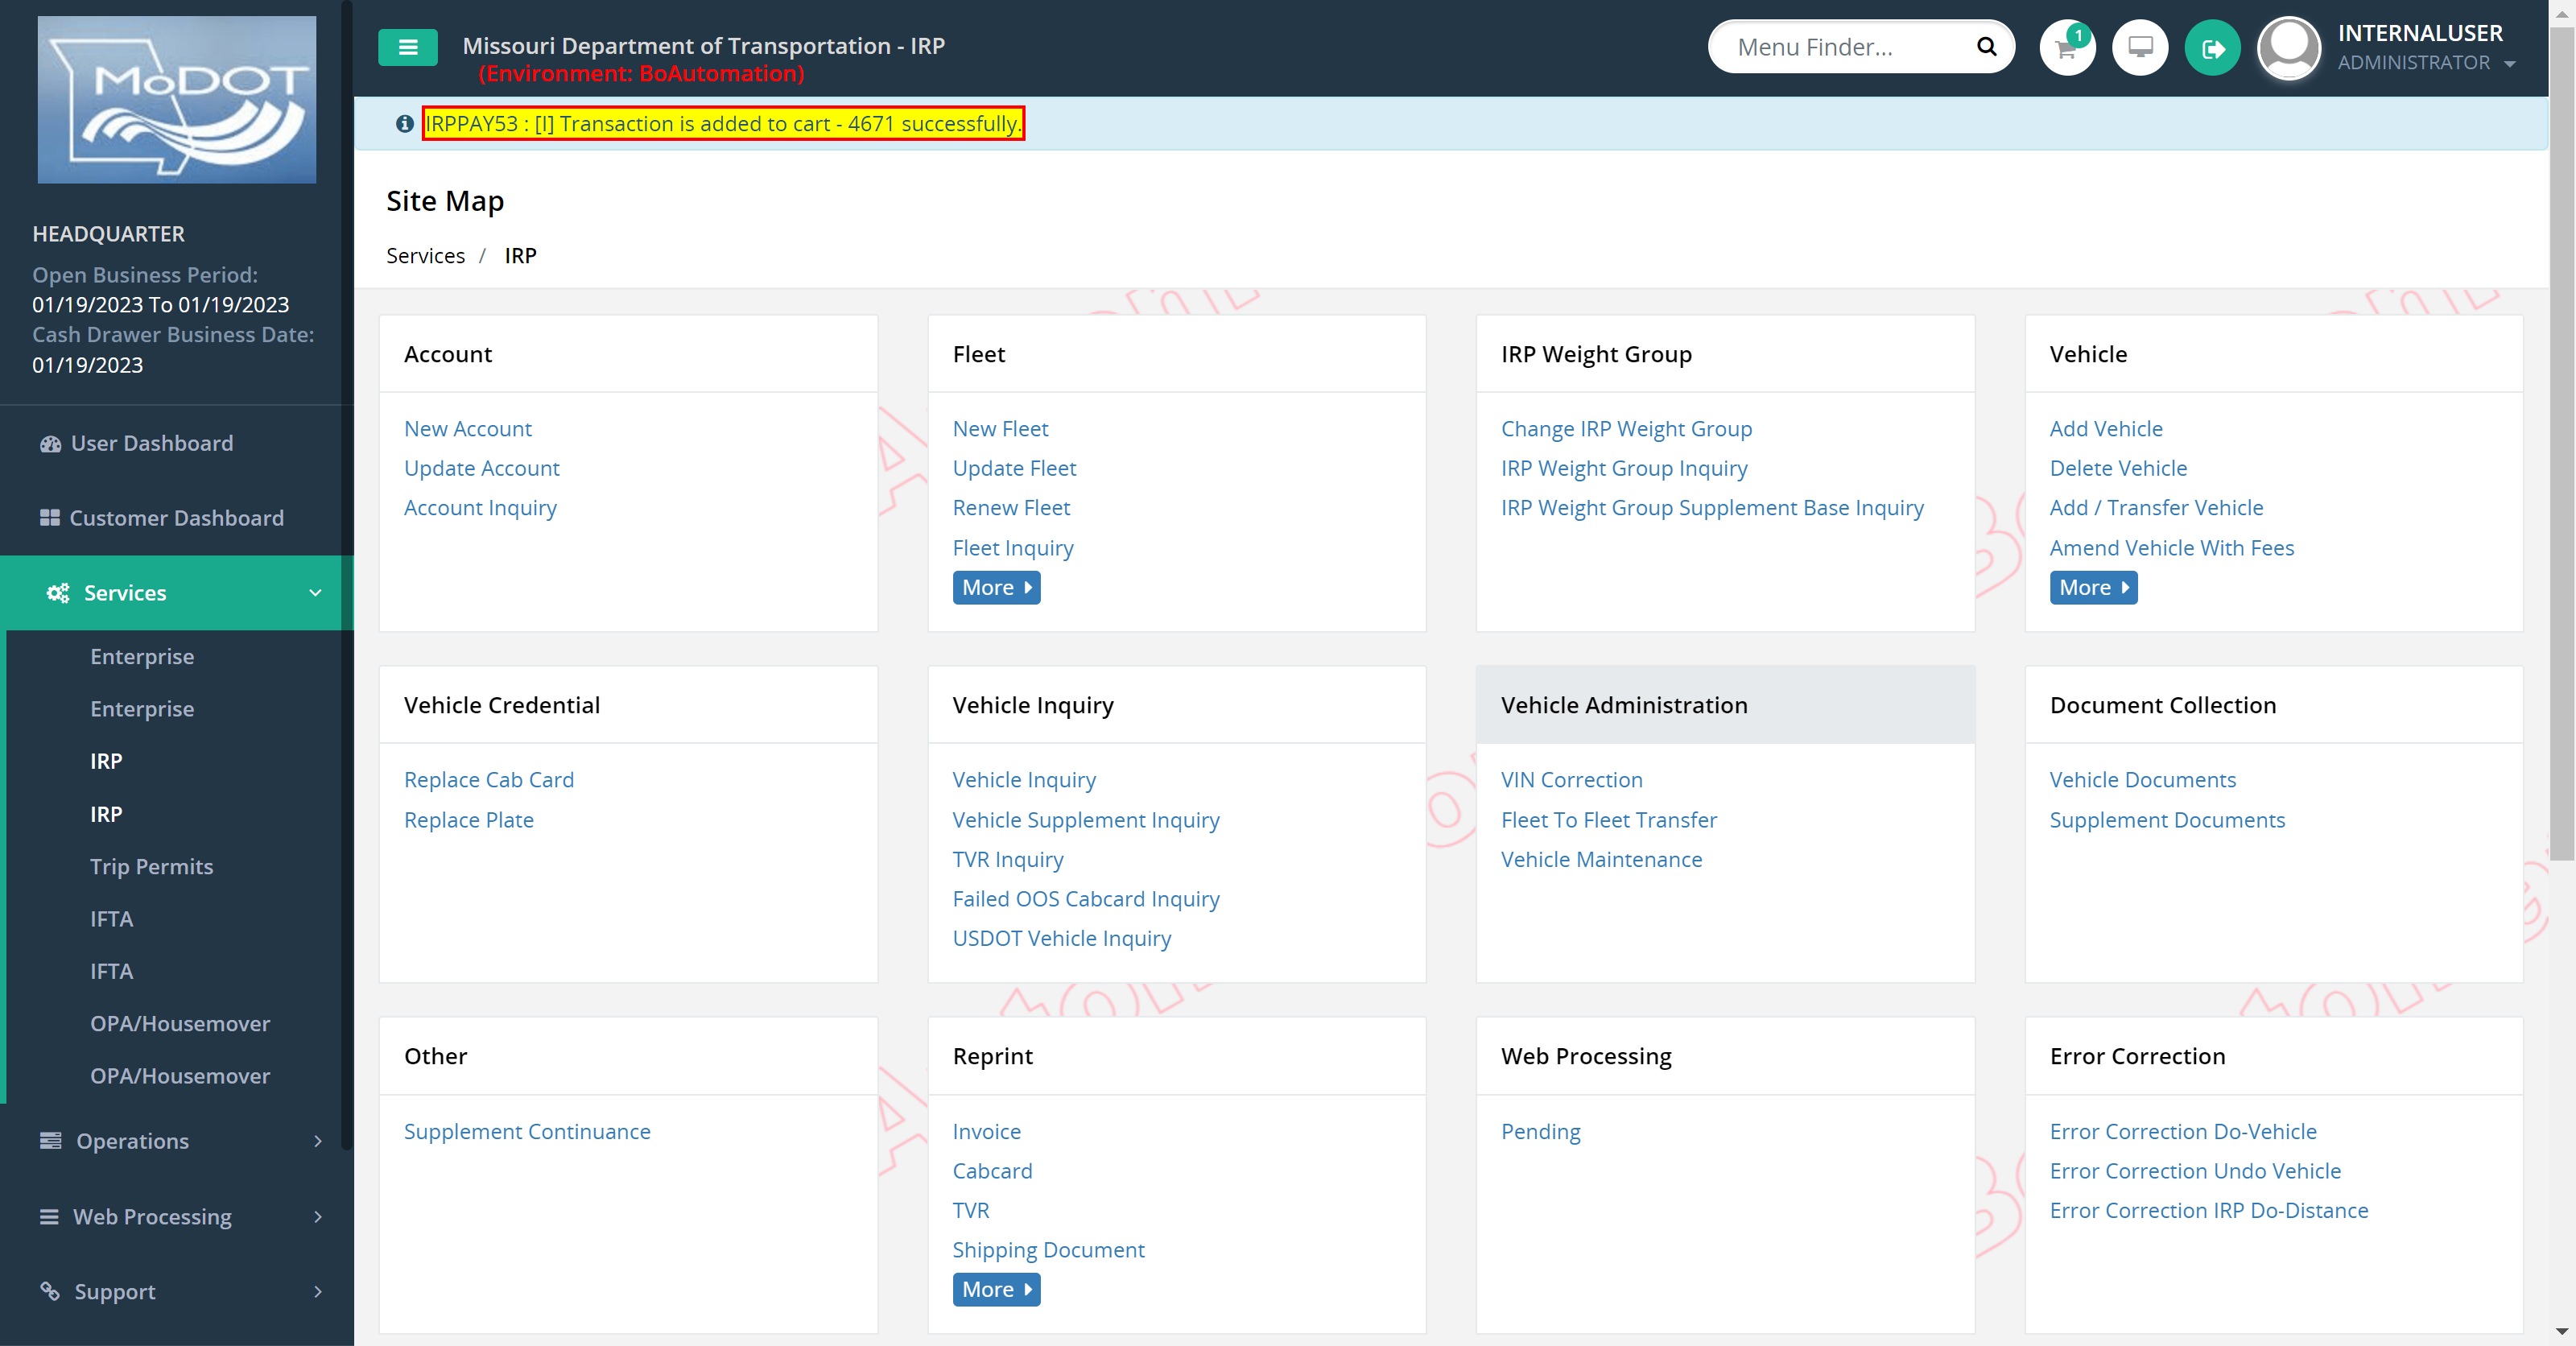 MoDOT
HEADQUARTER
Open Business Period:
01/19/2023 To 01/19/2023
Cash Drawer Business Date:
01/19/2023
User Dashboard
Customer Dashboard
Services
Enterprise
Enterprise
IRP
IRP
Trip Permits
IFTA
IFTA
OPA/Housemover
OPA/Housemover
Operations
Web Processing
Support
Missouri Department of Transportation - IRP
(Environment: BoAutomation)
Menu Finder...
1
INTERNALUSER
ADMINISTRATOR
IRPPAY53 : [I] Transaction is added to cart - 4671 successfully.
Site Map
Services / IRP
Account
New Account
Update Account
Account Inquiry
Fleet
New Fleet
Update Fleet
Renew Fleet
Fleet Inquiry
More
IRP Weight Group
Change IRP Weight Group
IRP Weight Group Inquiry
IRP Weight Group Supplement Base Inquiry
Vehicle
Add Vehicle
Delete Vehicle
Add / Transfer Vehicle
Amend Vehicle With Fees
More
Vehicle Credential
Replace Cab Card
Replace Plate
Vehicle Inquiry
Vehicle Inquiry
Vehicle Supplement Inquiry
TVR Inquiry
Failed OOS Cabcard Inquiry
USDOT Vehicle Inquiry
Vehicle Administration
VIN Correction
Fleet To Fleet Transfer
Vehicle Maintenance
Document Collection
Vehicle Documents
Supplement Documents
Other
Supplement Continuance
Reprint
Invoice
Cabcard
TVR
Shipping Document
More
Web Processing
Pending
Error Correction
Error Correction Do-Vehicle
Error Correction Undo Vehicle
Error Correction IRP Do-Distance